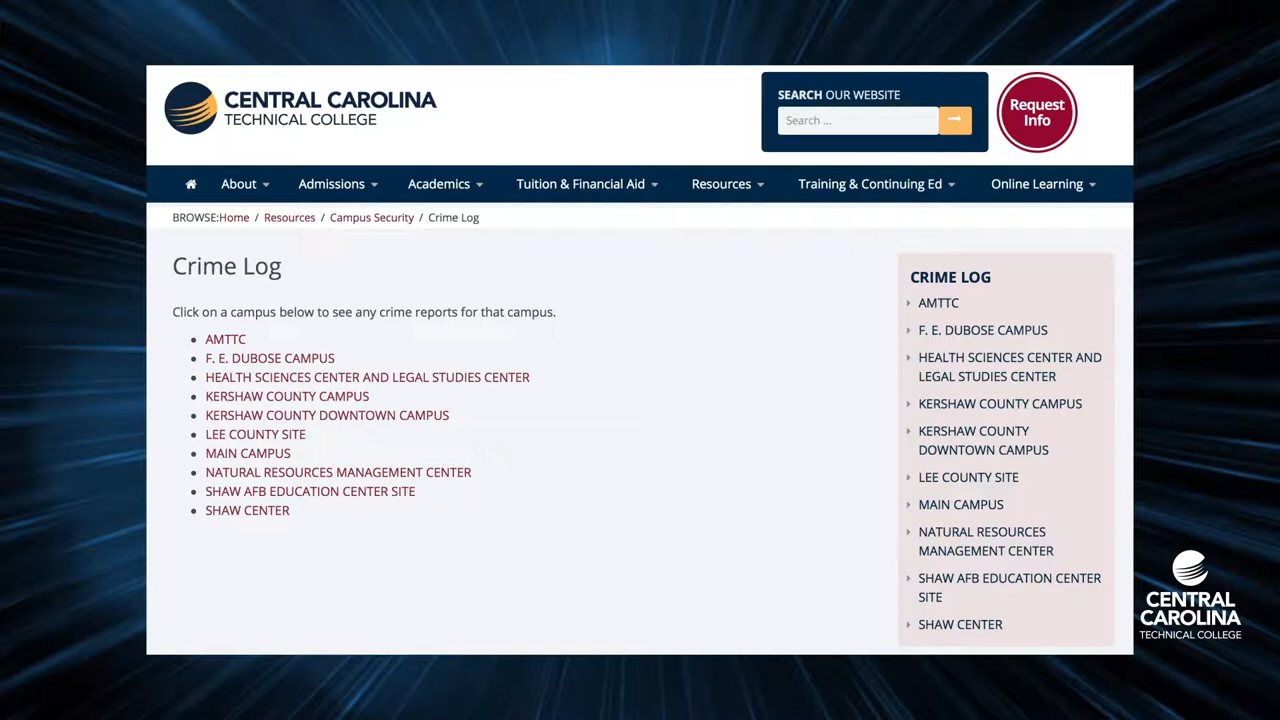 CENTRAL CAROLINA
TECHNICAL COLLEGE
SEARCH OUR WEBSITE
Search ...
Request
Info
About
Admissions
Academics
Tuition & Financial Aid
Resources
Training & Continuing Ed
Online Learning
BROWSE:Home / Resources / Campus Security / Crime Log
Crime Log
Click on a campus below to see any crime reports for that campus.
AMTTC
F. E. DUBOSE CAMPUS
HEALTH SCIENCES CENTER AND LEGAL STUDIES CENTER
KERSHAW COUNTY CAMPUS
KERSHAW COUNTY DOWNTOWN CAMPUS
LEE COUNTY SITE
MAIN CAMPUS
NATURAL RESOURCES MANAGEMENT CENTER
SHAW AFB EDUCATION CENTER SITE
SHAW CENTER
CRIME LOG
AMTTC
F. E. DUBOSE CAMPUS
HEALTH SCIENCES CENTER AND
LEGAL STUDIES CENTER
KERSHAW COUNTY CAMPUS
KERSHAW COUNTY
DOWNTOWN CAMPUS
LEE COUNTY SITE
MAIN CAMPUS
NATURAL RESOURCES
MANAGEMENT CENTER
SHAW AFB EDUCATION CENTER
SITE
SHAW CENTER
CENTRAL
CAROLINA
TECHNICAL COLLEGE